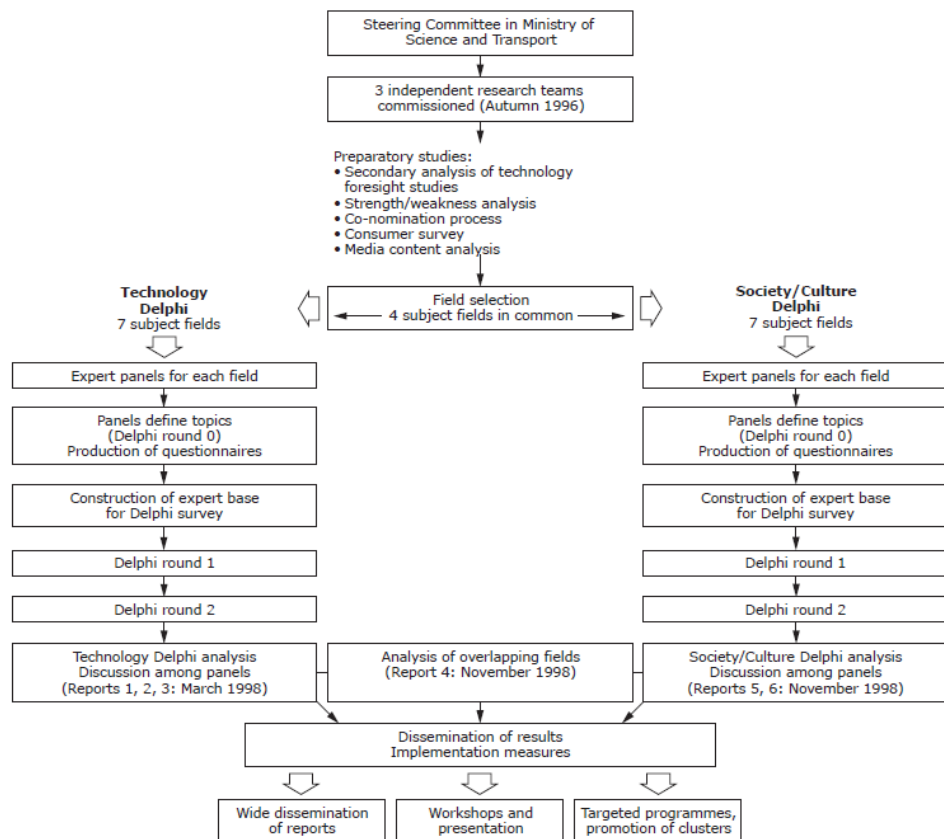 Steering Committee in Ministry of
Science and Transport
3 independent research teams
commissioned (Autumn 1996)
Preparatory studies:
• Secondary analysis of technology
foresight studies
• Strength/weakness analysis
• Co-nomination process
• Consumer survey
• Media content analysis
Technology
Delphi
7 subject fields
Field selection
4 subject fields in common
Society/Culture
Delphi
7 subject fields
Expert panels for each field
Panels define topics
(Delphi round 0)
Production of questionnaires
Construction of expert base
for Delphi survey
Delphi round 1
Delphi round 2
Technology Delphi analysis
Discussion among panels
(Reports 1, 2, 3: March 1998)
Analysis of overlapping fields
(Report 4: November 1998)
Expert panels for each field
Panels define topics
(Delphi round 0)
Production of questionnaires
Construction of expert base
for Delphi survey
Delphi round 1
Delphi round 2
Society/Culture Delphi analysis
Discussion among panels
(Reports 5, 6: November 1998)
Dissemination of results
Implementation measures
Wide dissemination
of reports
Workshops and
presentation
Targeted programmes,
promotion of clusters